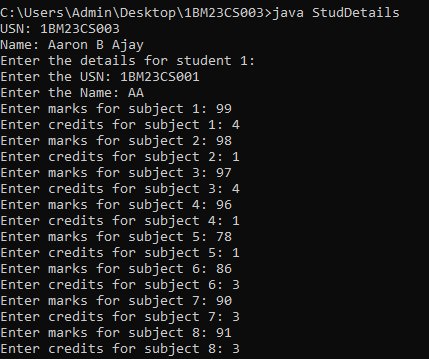 C:\Users\Admin\Desktop\1BM23CS003>java StudDetails
USN: 1BM23CS003
Name: Aaron B Ajay
Enter the details for student 1:
Enter the USN: 1BM23CS001
Enter the Name: AA
Enter marks for subject 1: 99
Enter credits for subject 1: 4
Enter marks for subject 2: 98
Enter credits for subject 2: 1
Enter marks for subject 3: 97
Enter credits for subject 3: 4
Enter marks for subject 4: 96
Enter credits for subject 4: 1
Enter marks for subject 5: 78
Enter credits for subject 5: 1
Enter marks for subject 6: 86
Enter credits for subject 6: 3
Enter marks for subject 7: 90
Enter credits for subject 7: 3
Enter marks for subject 8: 91
Enter credits for subject 8: 3